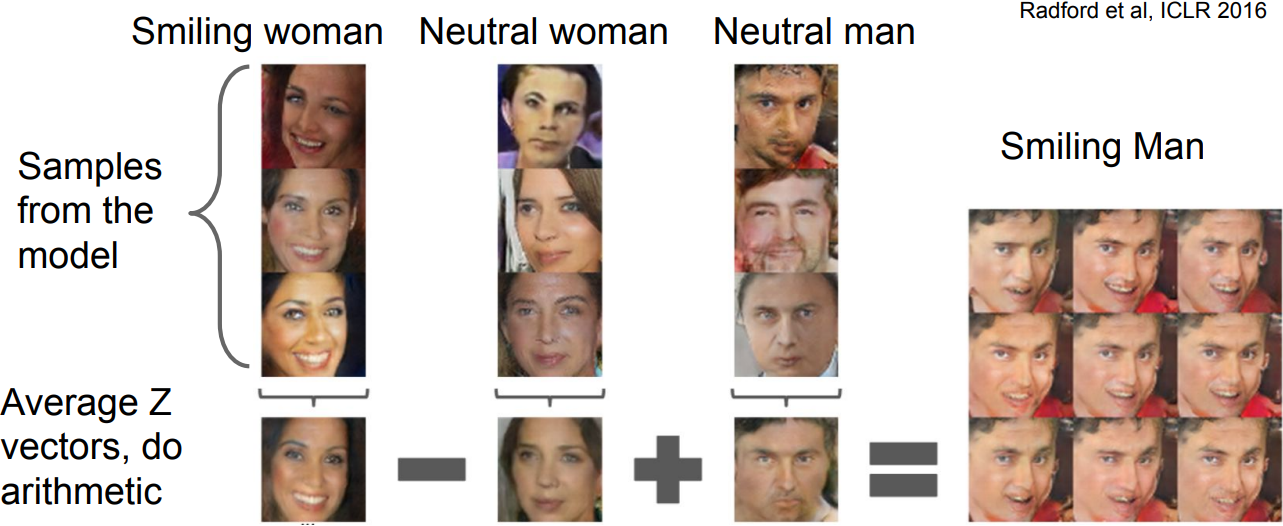 Radford et al, ICLR 2016
Smiling woman
Neutral woman
Neutral man
Samples
from the
model
Smiling Man
Average Z
vectors, do
arithmetic